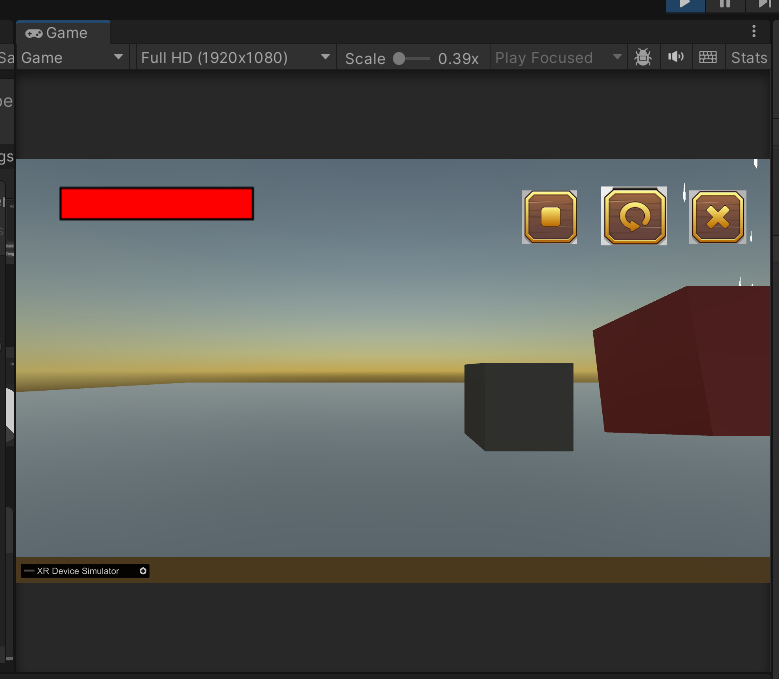 Game
Game
Full HD (1920x1080)
Scale
0.39x
Play Focused
Stats
XR Device Simulator